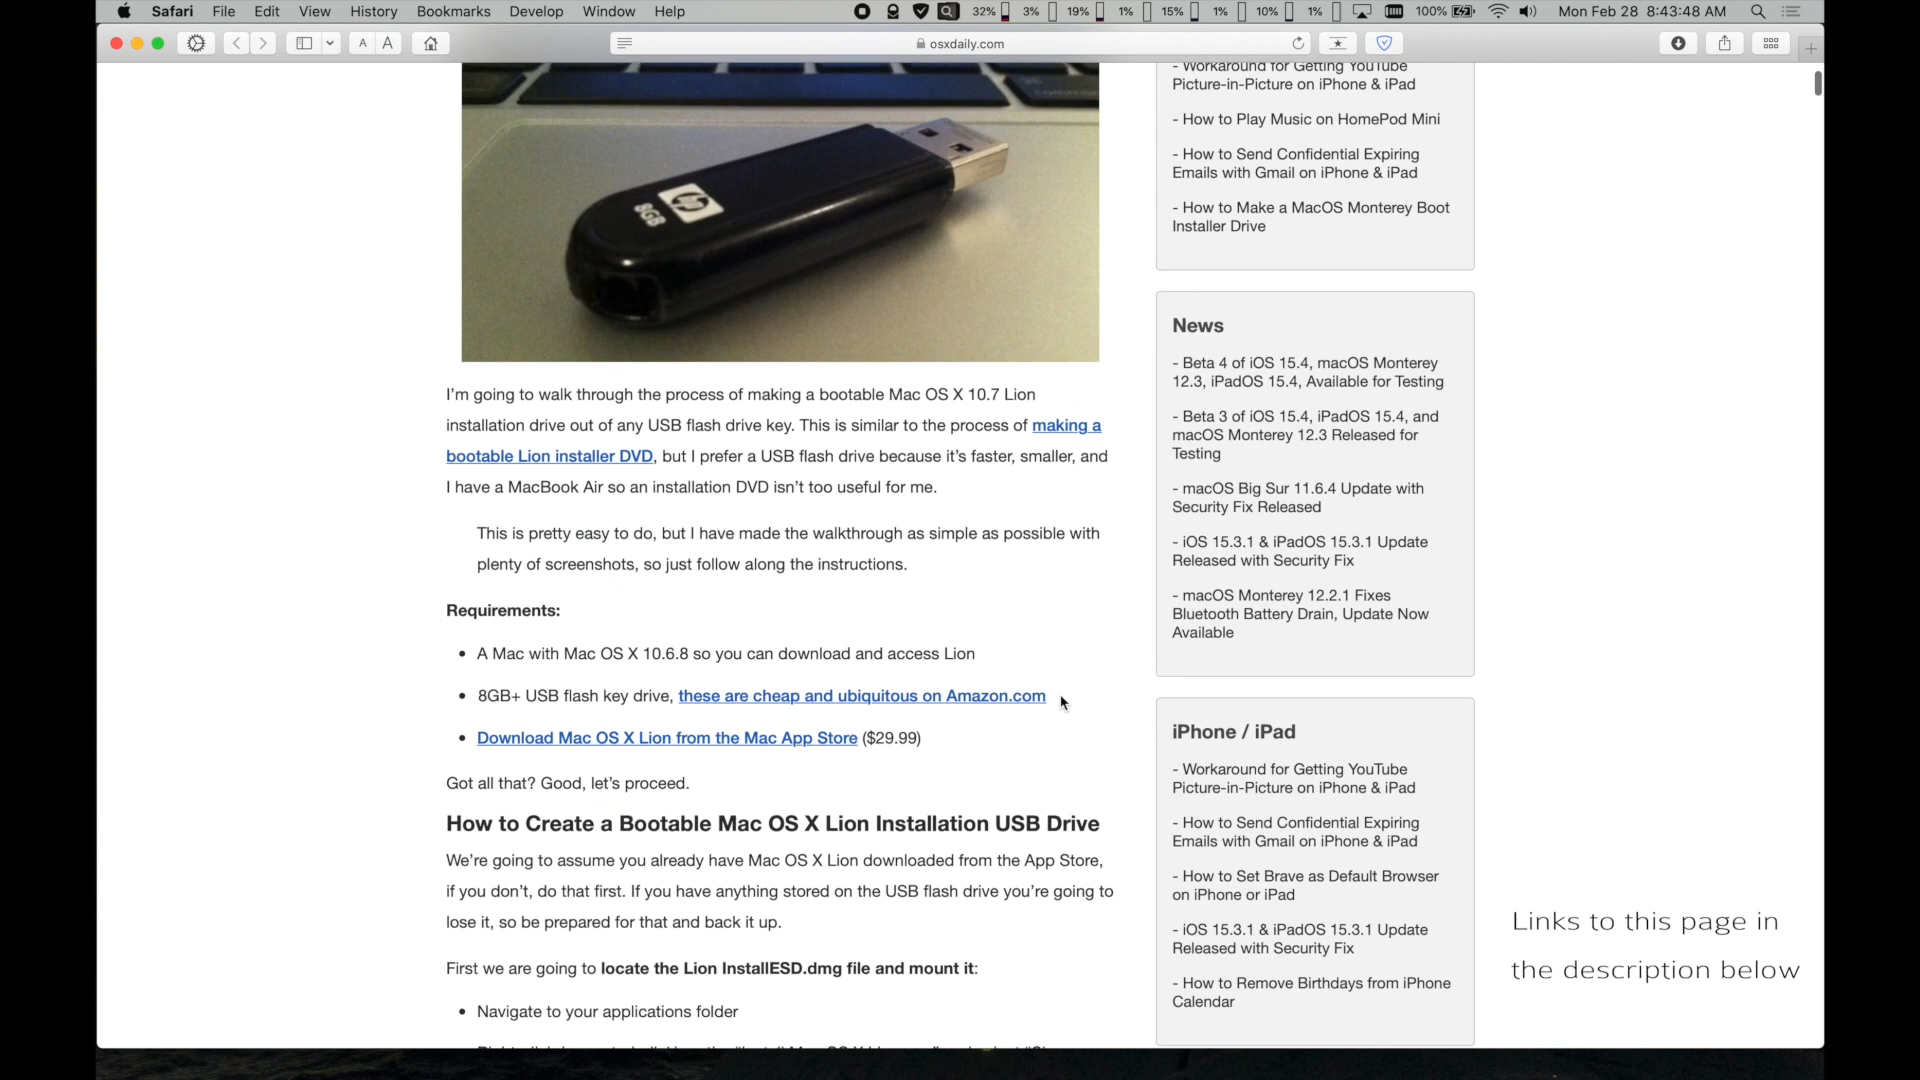 Safari File Edit View History Bookmarks Develop Window Help 32% 3% 19% 1% 15% 1% 10% 1% 100% Mon Feb 28 8:43:48 AM
A A osxdaily.com
8GB hp
I'm going to walk through the process of making a bootable Mac OS X 10.7 Lion
installation drive out of any USB flash drive key. This is similar to the process of making a
bootable Lion installer DVD, but I prefer a USB flash drive because it's faster, smaller, and
I have a MacBook Air so an installation DVD isn't too useful for me.
This is pretty easy to do, but I have made the walkthrough as simple as possible with
plenty of screenshots, so just follow along the instructions.
Requirements:
• A Mac with Mac OS X 10.6.8 so you can download and access Lion
• 8GB+ USB flash key drive, these are cheap and ubiquitous on Amazon.com
• Download Mac OS X Lion from the Mac App Store ($29.99)
Got all that? Good, let's proceed.
How to Create a Bootable Mac OS X Lion Installation USB Drive
We're going to assume you already have Mac OS X Lion downloaded from the App Store,
if you don't, do that first. If you have anything stored on the USB flash drive you're going to
lose it, so be prepared for that and back it up.
First we are going to locate the Lion InstallESD.dmg file and mount it:
• Navigate to your applications folder
- Workaround for Getting YouTube
Picture-in-Picture on iPhone & iPad
- How to Play Music on HomePod Mini
- How to Send Confidential Expiring
Emails with Gmail on iPhone & iPad
- How to Make a MacOS Monterey Boot
Installer Drive
News
- Beta 4 of iOS 15.4, macOS Monterey
12.3, iPadOS 15.4, Available for Testing
- Beta 3 of iOS 15.4, iPadOS 15.4, and
macOS Monterey 12.3 Released for
Testing
- macOS Big Sur 11.6.4 Update with
Security Fix Released
- iOS 15.3.1 & iPadOS 15.3.1 Update
Released with Security Fix
- macOS Monterey 12.2.1 Fixes
Bluetooth Battery Drain, Update Now
Available
iPhone / iPad
- Workaround for Getting YouTube
Picture-in-Picture on iPhone & iPad
- How to Send Confidential Expiring
Emails with Gmail on iPhone & iPad
- How to Set Brave as Default Browser
on iPhone or iPad
- iOS 15.3.1 & iPadOS 15.3.1 Update
Released with Security Fix
- How to Remove Birthdays from iPhone
Calendar
Links to this page in
the description below